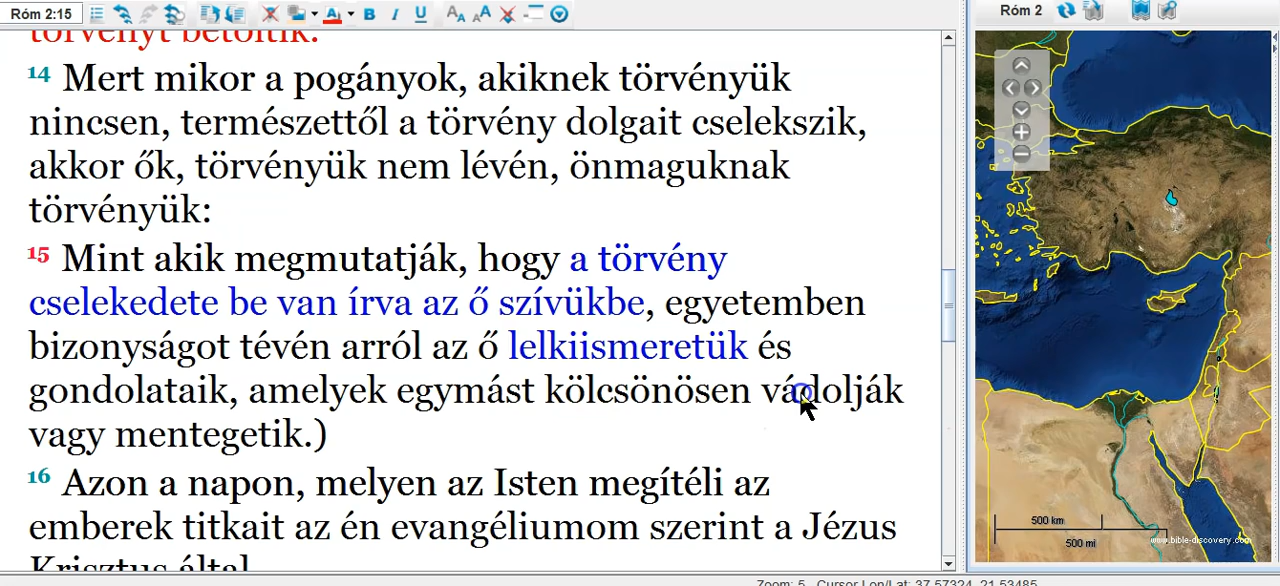 Róm 2:15
törvényt betöltik.
14 Mert mikor a pogányok, akiknek törvényük
nincsen, természettől a törvény dolgait cselekszik,
akkor ők, törvényük nem lévén, önmaguknak
törvényük:
15 Mint akik megmutatják, hogy a törvény
cselekedete be van írva az ő szívükbe, egyetemben
bizonyságot tévén arról az ő lelkiismeretük és
gondolataik, amelyek egymást kölcsönösen vádolják
vagy mentegetik.)
16 Azon a napon, melyen az Isten megítéli az
emberek titkait az én evangéliumom szerint a Jézus
Krisztus által
Róm 2
500 km
500 mi
www.bible-discovery.com
Zoom: 5 Cursor Lon/Lat: 37.57324, 21.53485